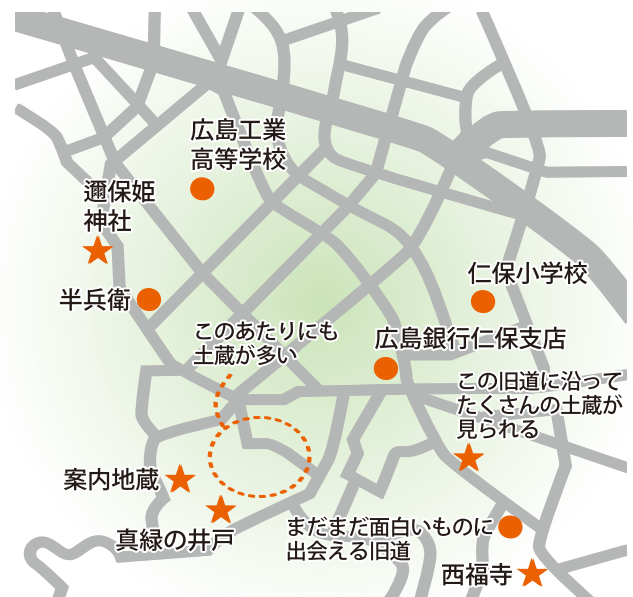 広島工業
高等学校
邇保姫
神社
半兵衛
仁保小学校
このあたりにも
土蔵が多い
広島銀行仁保支店
この旧道に沿って
たくさんの土蔵が
見られる
案内地蔵
真緑の井戸
まだまだ面白いものに
出会える旧道
西福寺